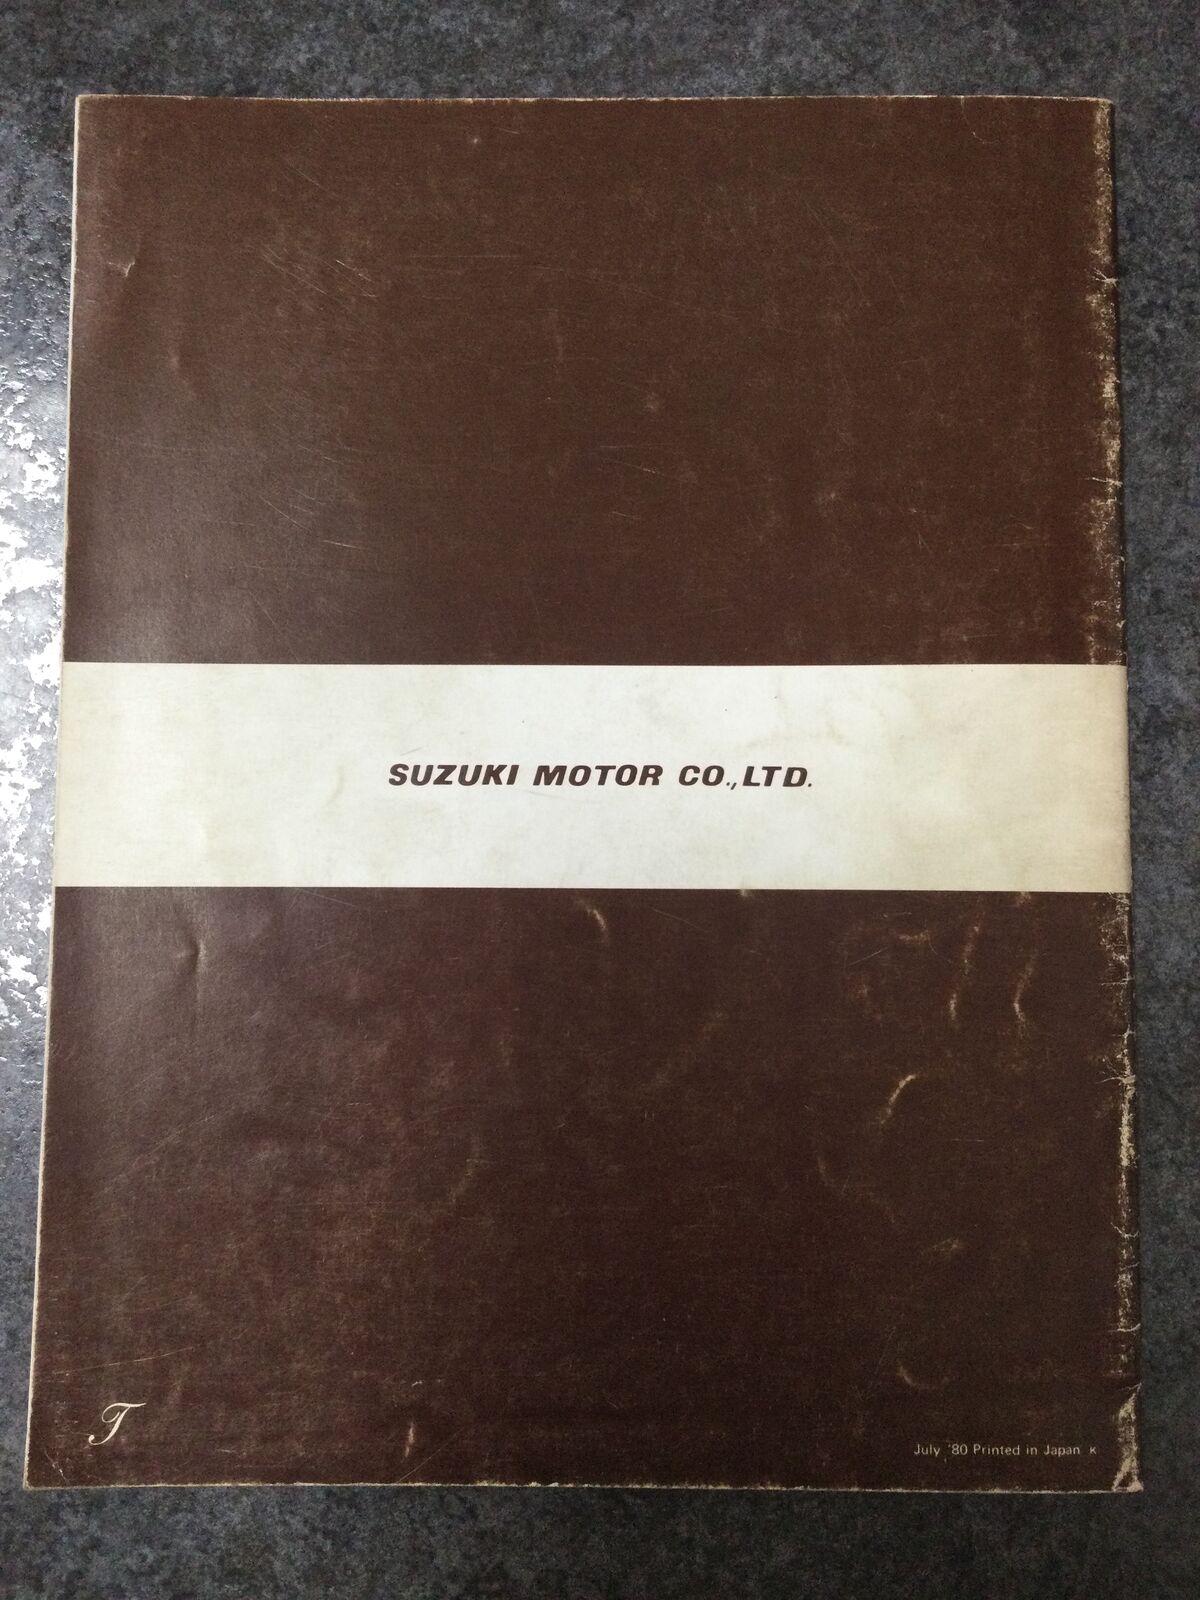 SUZUKI MOTOR CO.,LTD.
T
July '80 Printed in Japan K